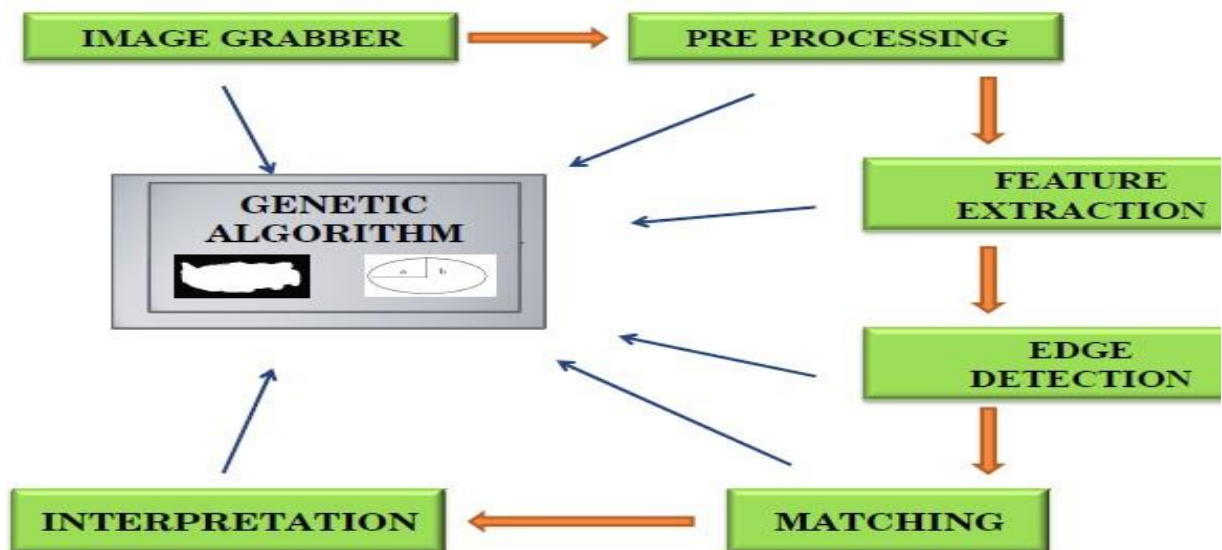 IMAGE GRABBER
PRE PROCESSING
GENETIC
ALGORITHM
a
b
FEATURE
EXTRACTION
EDGE
DETECTION
INTERPRETATION
MATCHING